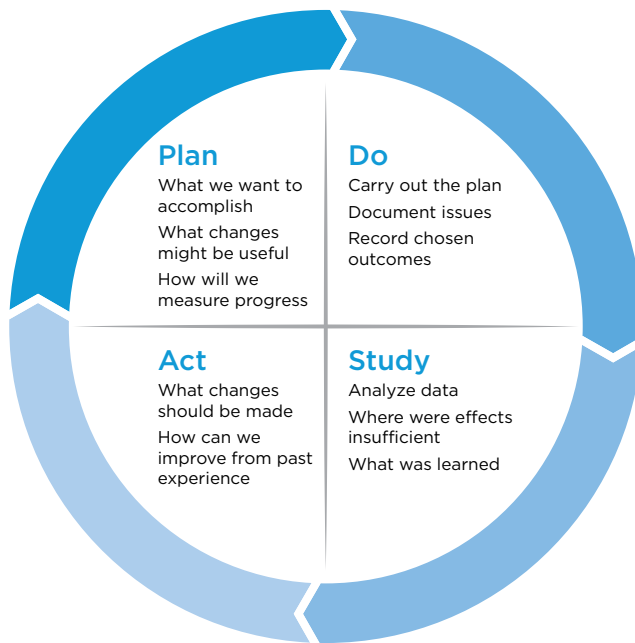 Plan
What we want to
accomplish
What changes
might be useful
How will we
measure progress
Do
Carry out the plan
Document issues
Record chosen
outcomes
Act
What changes
should be made
How can we
improve from past
experience
Study
Analyze data
Where were effects
insufficient
What was learned